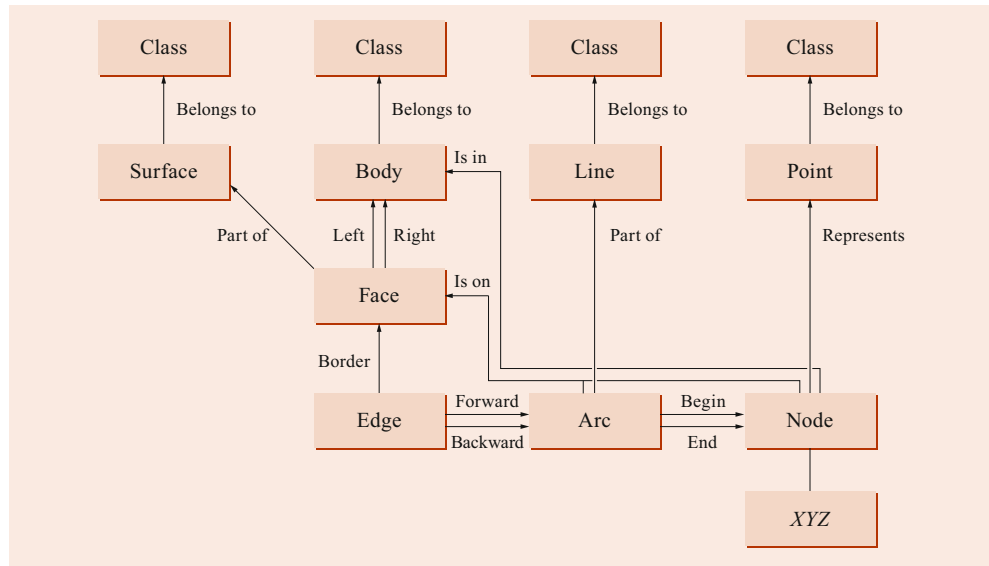 Class
Class
Class
Class
Belongs to
Belongs to
Belongs to
Belongs to
Surface
Body
Is in
Line
Point
Part of
Left
Right
Part of
Represents
Face
Is on
Border
Edge
Forward
Backward
Arc
Begin
End
Node
XYZ